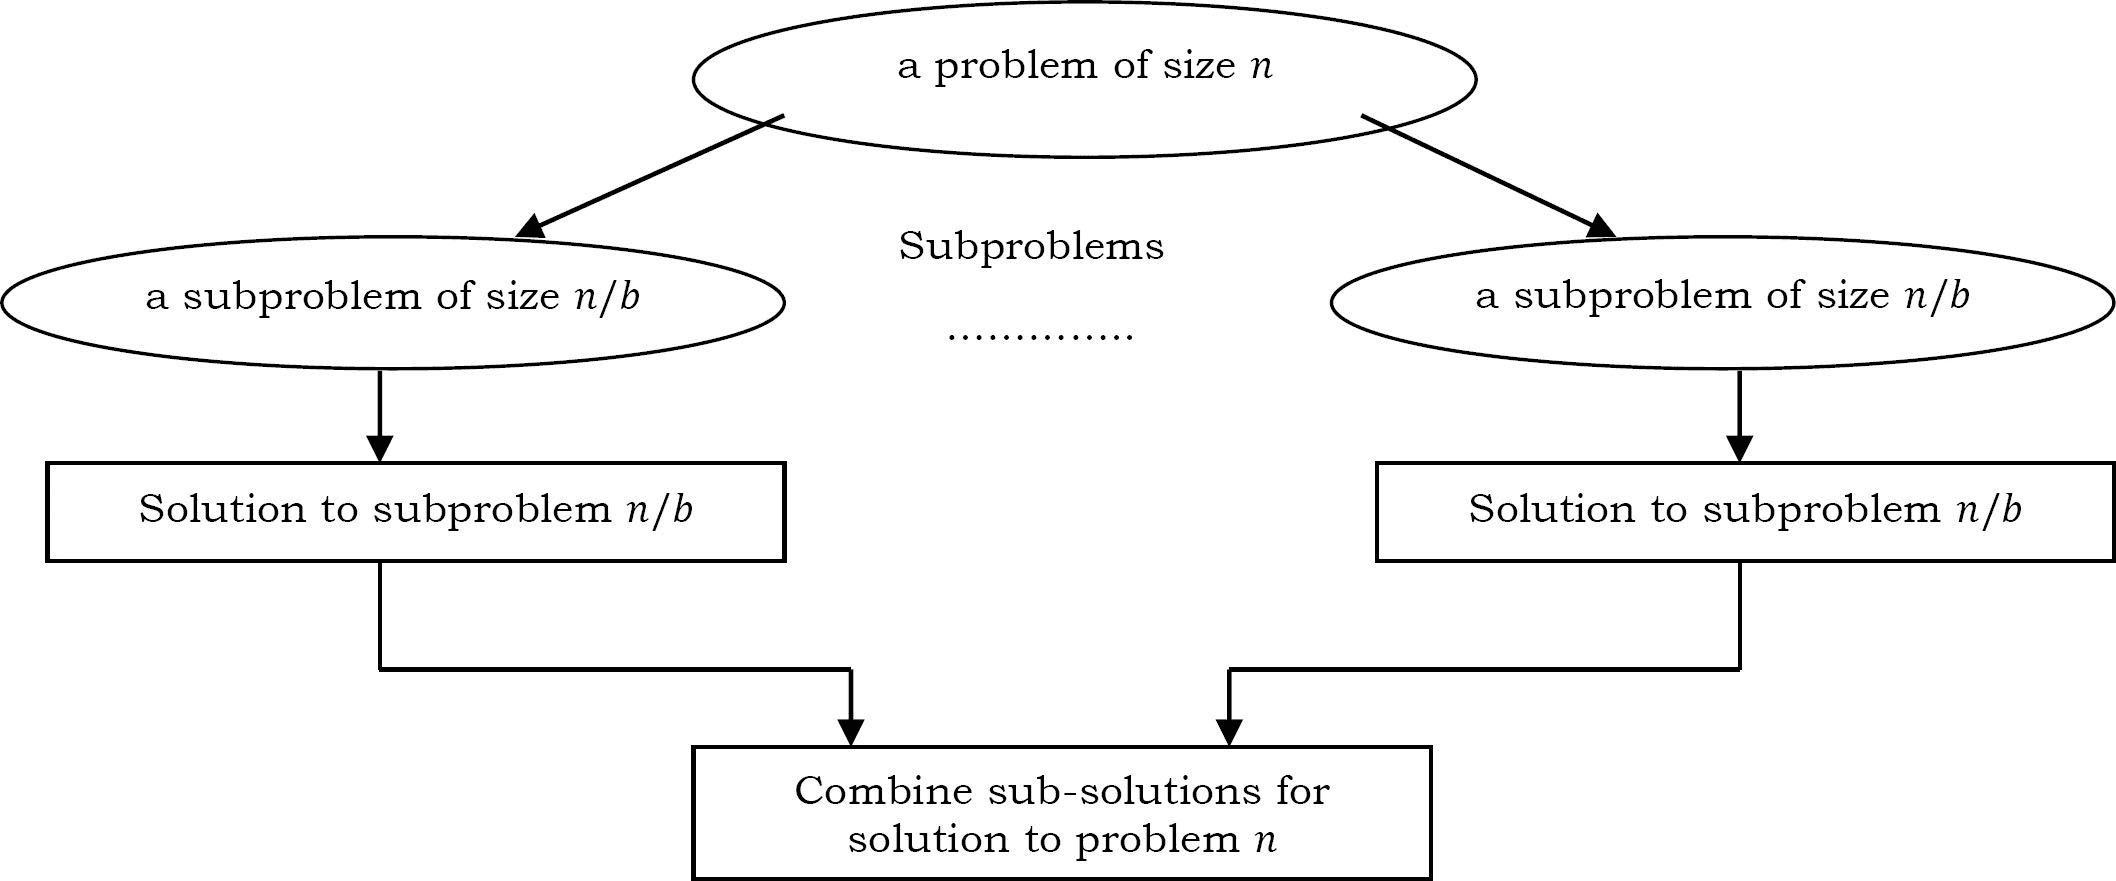 a problem of size n
Subproblems
a subproblem of size n/b
a subproblem of size n/b
..............
Solution to subproblem n/b
Solution to subproblem n/b
Combine sub-solutions for
solution to problem n